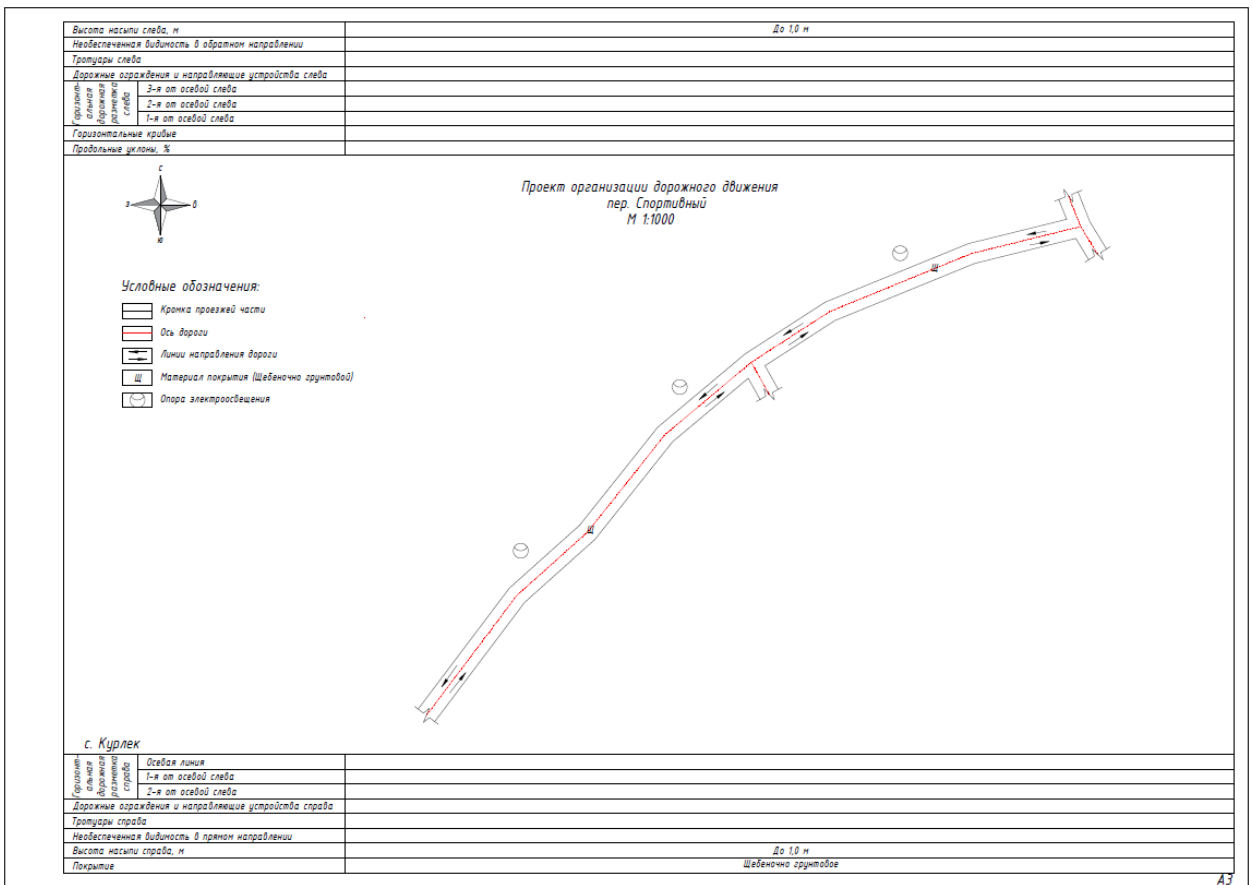 Высота насыпи слева, м
До 1,0 м
Необеспеченная видимость в обратном направлении
Тротуары слева
Дорожные ограждения и направляющие устройства слева
Горизонт-
альная
дорожная
разметка
слева
3-я от осевой слева
2-я от осевой слева
1-я от осевой слева
Горизонтальные кривые
Продольные уклоны, %
с
з
в
ю
Проект организации дорожного движения
пер. Спортивный
М 1:1000
Условные обозначения:
Кромка проезжей части
Ось дороги
Линии направления дороги
Щ
Материал покрытия (Щебеночно грунтовой)
Опора электроосвещения
Щ
Щ
с. Курлек
Горизонт-
альная
дорожная
разметка
справа
Осевая линия
1-я от осевой слева
2-я от осевой слева
Дорожные ограждения и направляющие устройства справа
Тротуары справа
Необеспеченная видимость в прямом направлении
Высота насыпи справа, м
До 1,0 м
Покрытие
Щебеночно грунтовое
А3